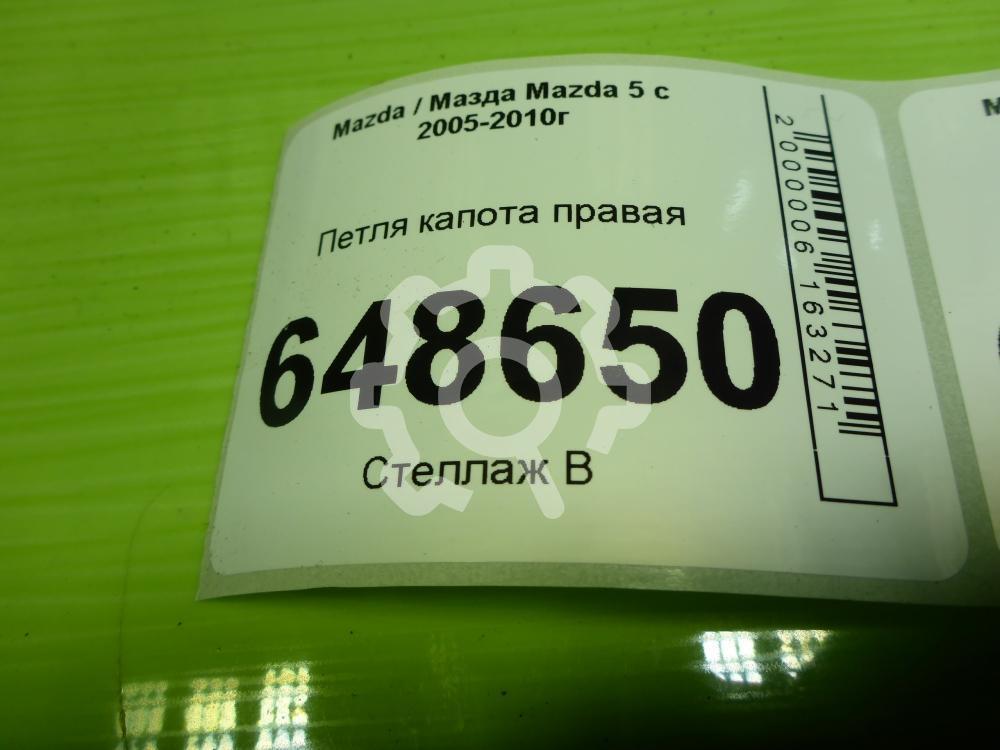 Mazda / Мазда Mazda 5 с
2005-2010г
Петля капота правая
648650
Стеллаж В
2000006163271